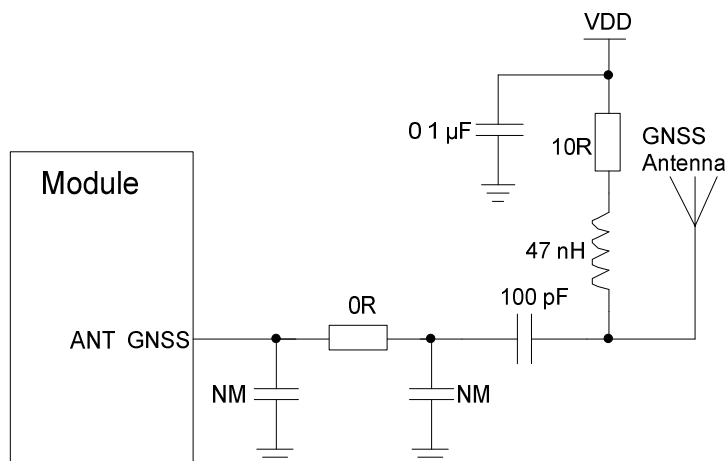 VDD
0 1 µF
10R
GNSS
Antenna
Module
47 nH
100 pF
0R
ANT GNSS
NM
NM